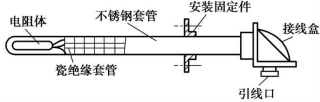 安装固定件
不锈钢套管
接线盒
电阻体
瓷绝缘套管
引线口